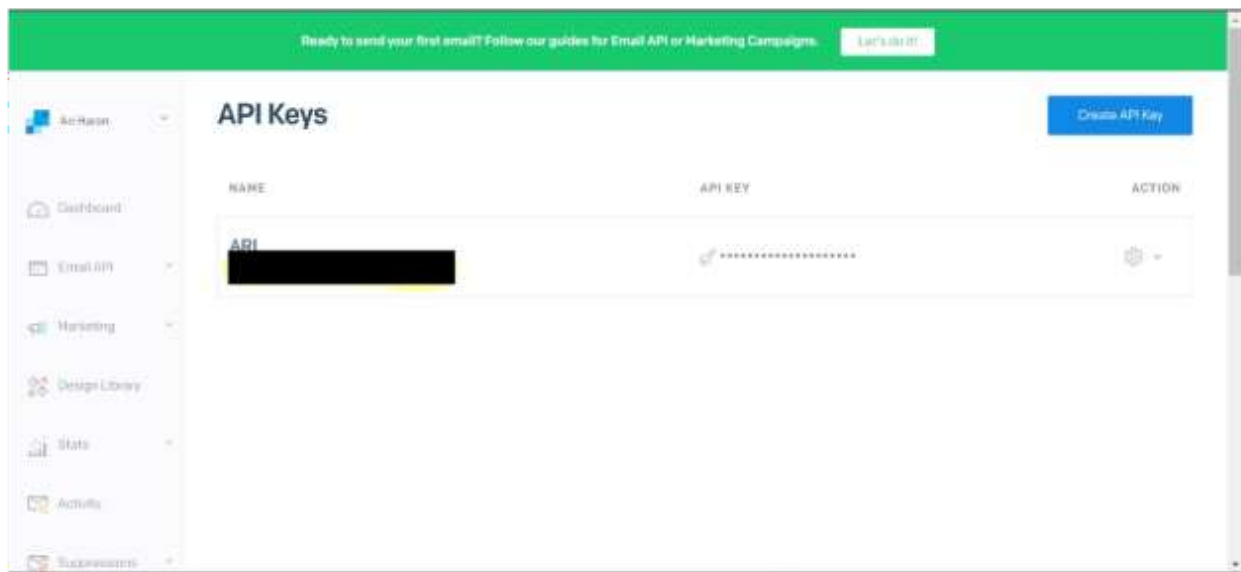 Ready to send your first email? Follow our guides for Email API or Marketing Campaigns.
Let's do it!
API Keys
Create API Key
NAME API KEY ACTION
ARI
********************
Dashboard
Email API
Marketing
Design Library
Stats
Activity
Suppressions